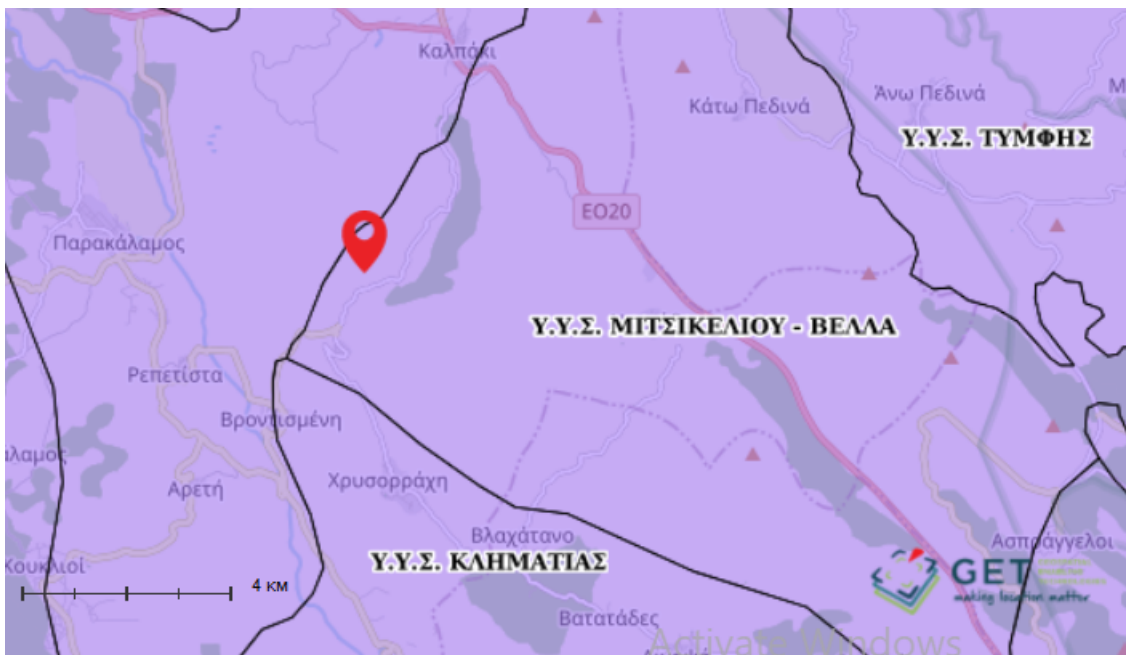 Καλπάκι
Κάτω Πεδινά
Άνω Πεδινά
Μ
Υ.Υ.Σ. ΤΥΜΦΗΣ
ΕΟ20
Παρακάλαμος
Υ.Υ.Σ. ΜΙΤΣΙΚΕΛΙΟΥ - ΒΕΛΛΑ
Ρεπετίστα
Βροντισμένη
άλαμος
Αρετή
Χρυσορράχη
Βλαχάτανο
Ασπράγγελοι
Υ.Υ.Σ. ΚΛΗΜΑΤΙΑΣ
Κουκλιοί
4 км
GET
making location matter
Βατατάδες
Activate Windows